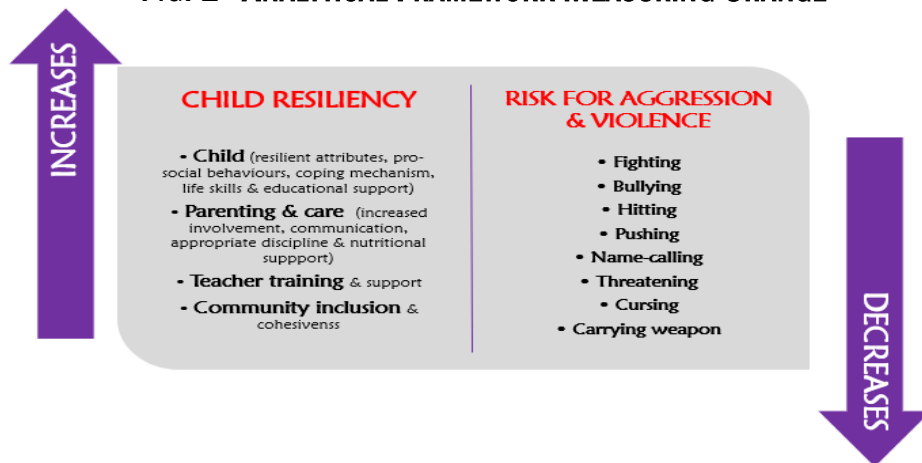 INCREASES
CHILD RESILIENCY
• Child (resilient attributes, pro-
social behaviours, coping mechanism,
life skills & educational support)
• Parenting & care (increased
involvement, communication,
appropriate discipline & nutritional
suppport)
• Teacher training & support
• Community inclusion &
cohesivenss
RISK FOR AGGRESSION
& VIOLENCE
• Fighting
• Bullying
• Hitting
• Pushing
• Name-calling
• Threatening
• Cursing
• Carrying weapon
DECREASES